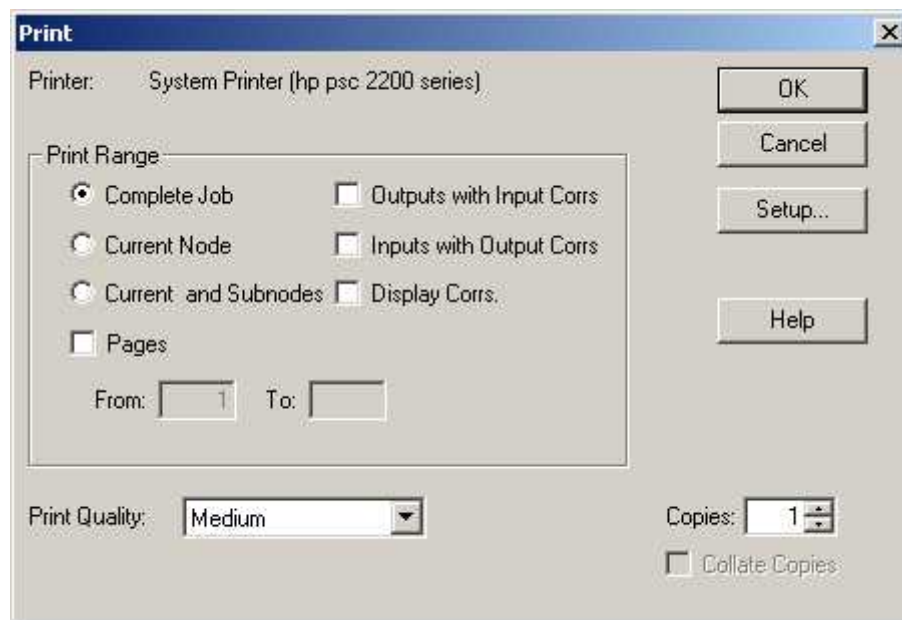 Print
Printer: System Printer (hp psc 2200 series)
OK
Cancel
Setup...
Help
Print Range
Complete Job
Outputs with Input Corrs
Current Node
Inputs with Output Corrs
Current and Subnodes
Display Corrs.
Pages
From: 1 To:
Print Quality: Medium
Copies: 1
Collate Copies